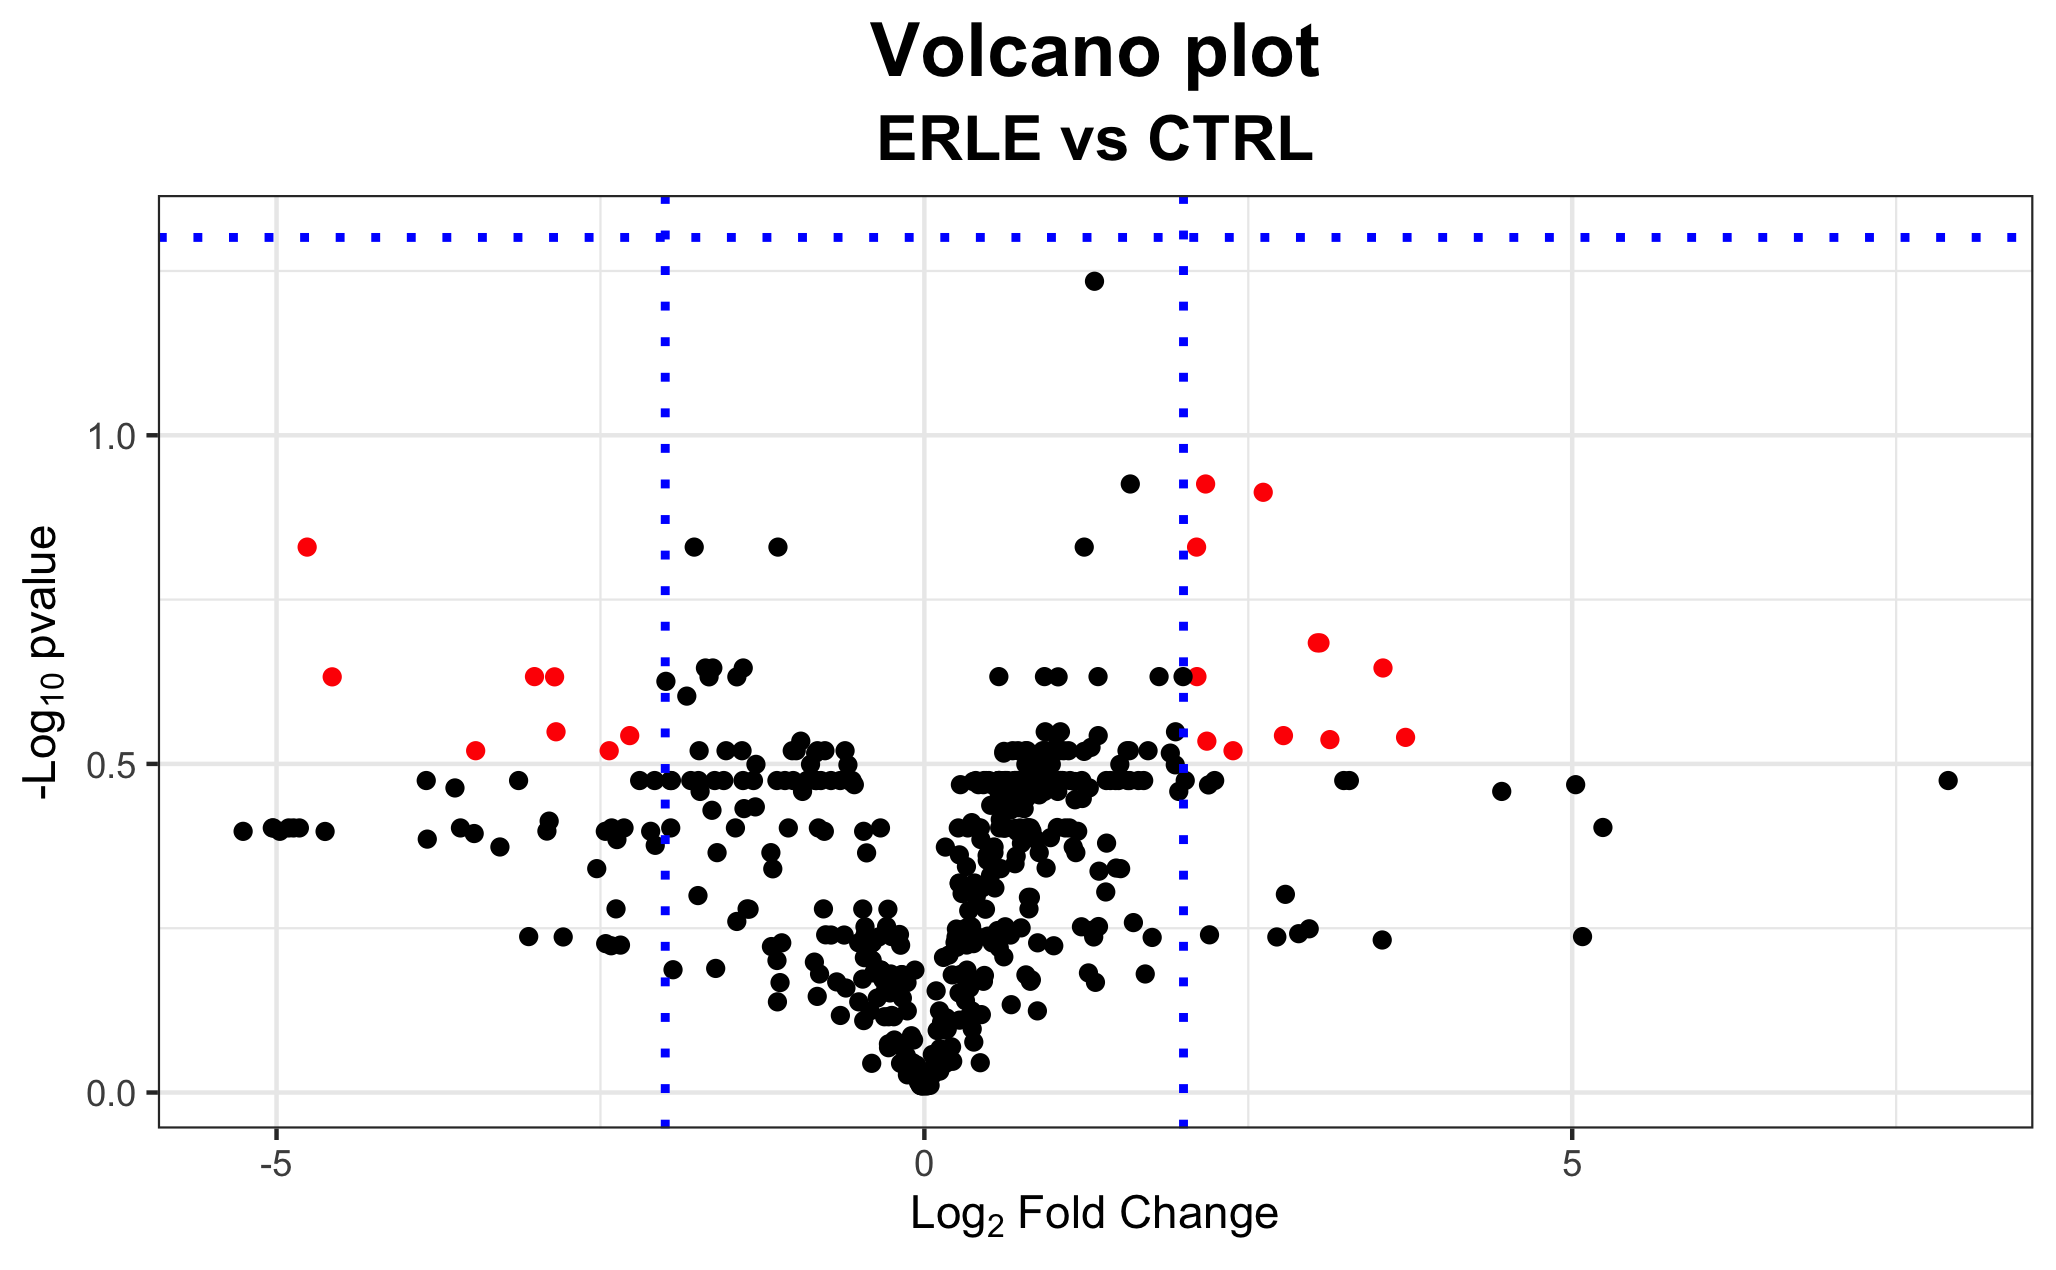 Volcano plot
ERLE vs CTRL
-Log10 pvalue
1.0
0.5
0.0
-5 0 5
Log2 Fold Change